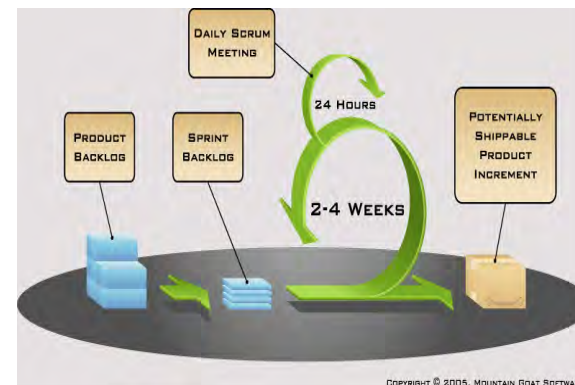 DAILY SCRUM
MEETING
24 HOURS
PRODUCT
BACKLOG
SPRINT
BACKLOG
POTENTIALLY
SHIPPABLE
PRODUCT
INCREMENT
2-4 WEEKS
COPYRIGHT © 2005, MOUNTAIN GOAT SOFTWA